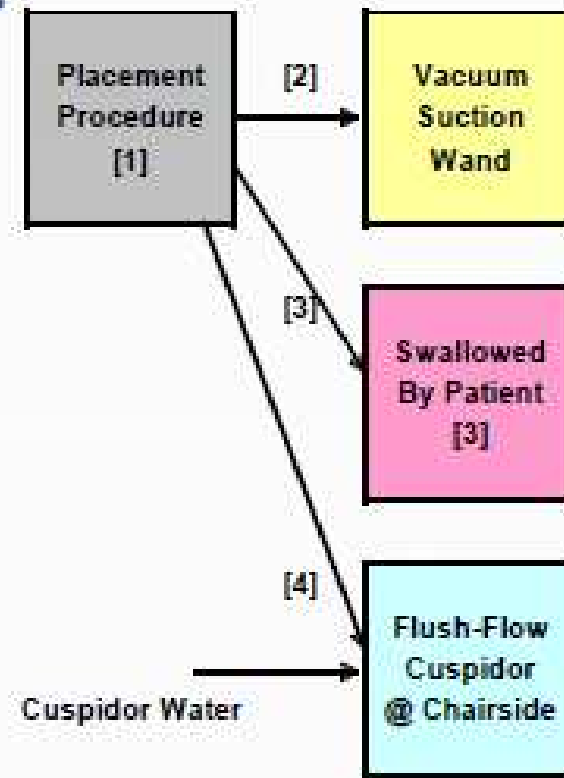 Placement
Procedure
[1]
[2]
Vacuum
Suction
Wand
[3]
Swallowed
By Patient
[3]
[4]
Flush-Flow
Cuspidor
@ Chairside
Cuspidor Water